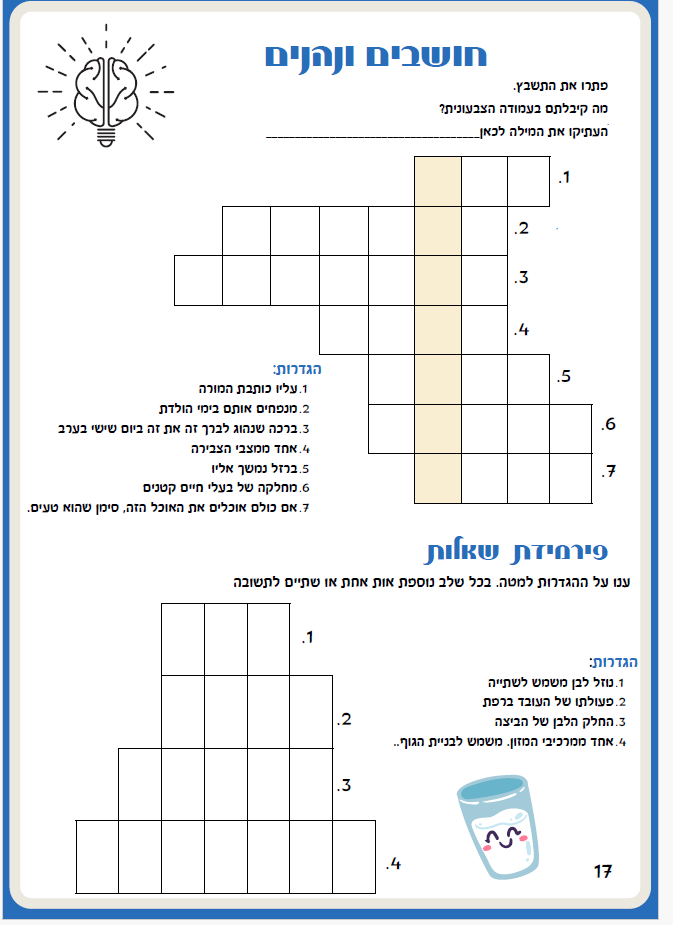 חושבים ונהנים
פתרו את התשבץ.
מה קיבלתם בעמודה הצבעונית?
העתיקו את המילה לכאן__________________________________
1.
2.
3.
4.
5.
6.
7.
הגדרות:
1. עליו כותבת המורה
2. מנפחים אותם בימי הולדת
3. ברכה שנהוג לברך זה את זה ביום שישי בערב
4. אחד ממצבי הצבירה
5. ברזל נמשך אליו
6. מחלקה של בעלי חיים קטנים
7. אם כולם אוכלים את האוכל הזה, סימן שהוא טעים.
פירמידת שאלות
ענו על ההגדרות למטה. בכל שלב נוספת אות אחת או שתיים לתשובה
1.
2.
3.
4.
הגדרות:
1. נוזל לבן משמש לשתייה
2. פעולתו של העובד ברפת
3. החלק הלבן של הביצה
4. אחד ממרכיבי המזון. משמש לבניית הגוף..
17